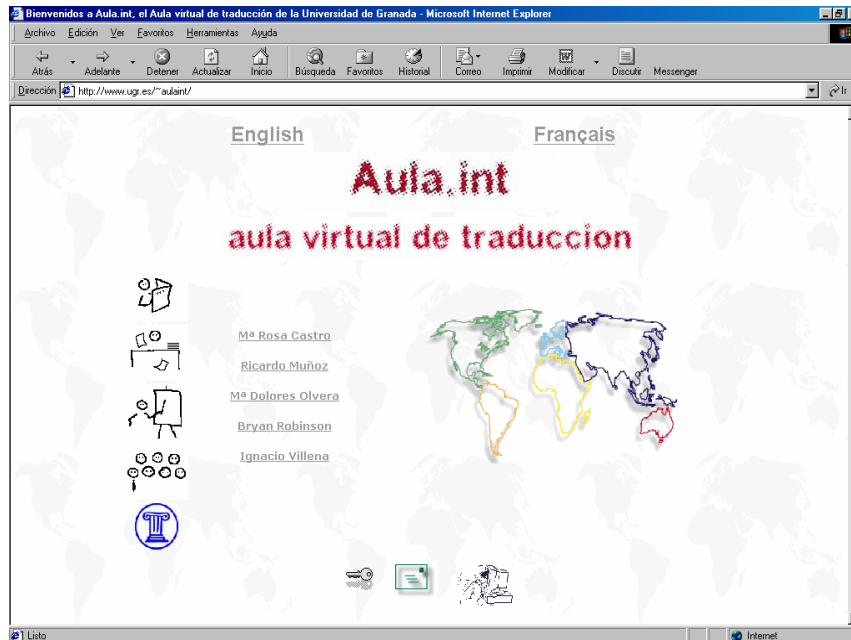 Bienvenidos a Aula.int, el Aula virtual de traducción de la Universidad de Granada - Microsoft Internet Explorer
Archivo Edición Ver Favoritos Herramientas Ayuda
Atrás Adelante Detener Actualizar Inicio Búsqueda Favoritos Historial Correo Imprimir Modificar Discutir Messenger
Dirección http://www.ugr.es/~aulaint/ Ir
English Français
Aula.int
aula virtual de traduccion
Mª Rosa Castro
Ricardo Muñoz
Mª Dolores Olvera
Bryan Robinson
Ignacio Villena
Listo Internet